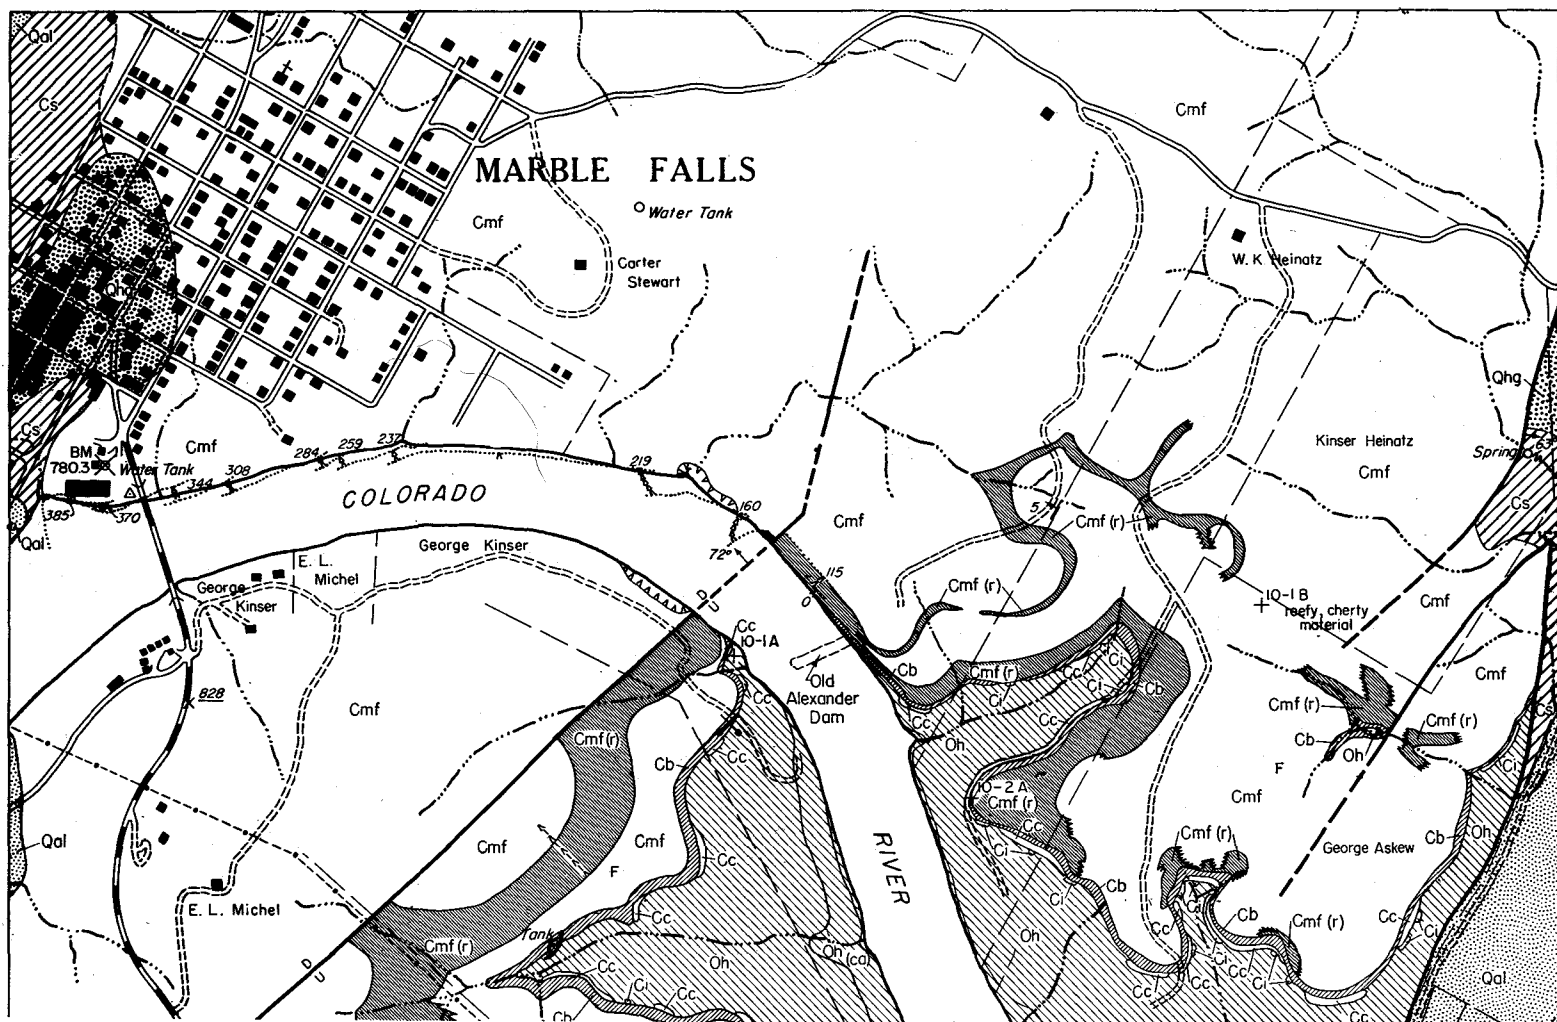 Qal
Cs
Cmf
MARBLE FALLS
Water Tank
Cmf
Carter
Stewart
W. K Heinatz
Qhg
Qhg
Cs
Kinser Heinatz
Cmf
Spring
Cs
BM
780.3
Water Tank
Cmf
385
370
344
308
284
259
237
219
160
115
0
72°
5
Qal
COLORADO
George Kinser
E. L.
Michel
George
Kinser
828
Cmf
Cmf
Cmf (r)
Cmf (r)
10-1 B
reefy, cherty
material
Cmf
D
U
Cc
10-1A
Cc
Old
Alexander
Dam
Cb
Cmf (r)
Cc
Ci
Cc
Ci
Ci
Cb
Cc
Oh
Cmf (r)
Cmf
Cmf (r)
Cb
Oh
F
Cmf
Cs
Ci
Cmf (r)
Cb
Cc
10-2 A
Cmf (r)
Cc
Ci
Qal
Cmf
Cmf
F
Cc
RIVER
Cmf (r)
George Askew
Cb
Oh
E. L. Michel
Ci
Cb
Ci
Cb
Cmf (r)
Cc
Ci
Cmf (r)
Tank
Cc
Oh
Oh (ca)
Oh
Cc
Ci
Cc
Ci
D
U
Cc
Ci
Cc
Cb
Cc
Cc
Cc
Qal